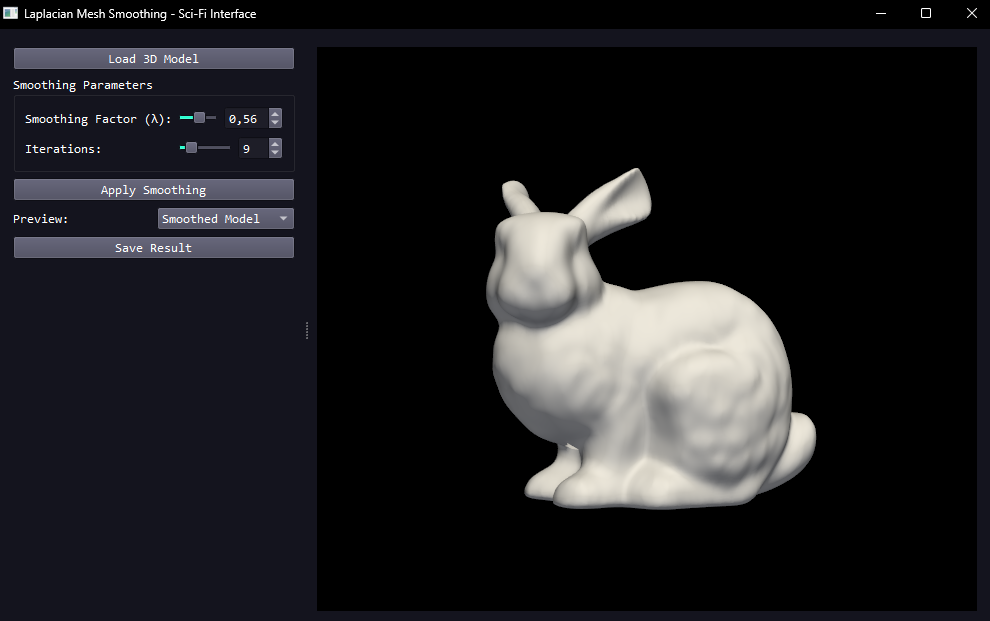 Laplacian Mesh Smoothing - Sci-Fi Interface
Load 3D Model
Smoothing Parameters
Smoothing Factor (λ): 0,56
Iterations: 9
Apply Smoothing
Preview: Smoothed Model
Save Result